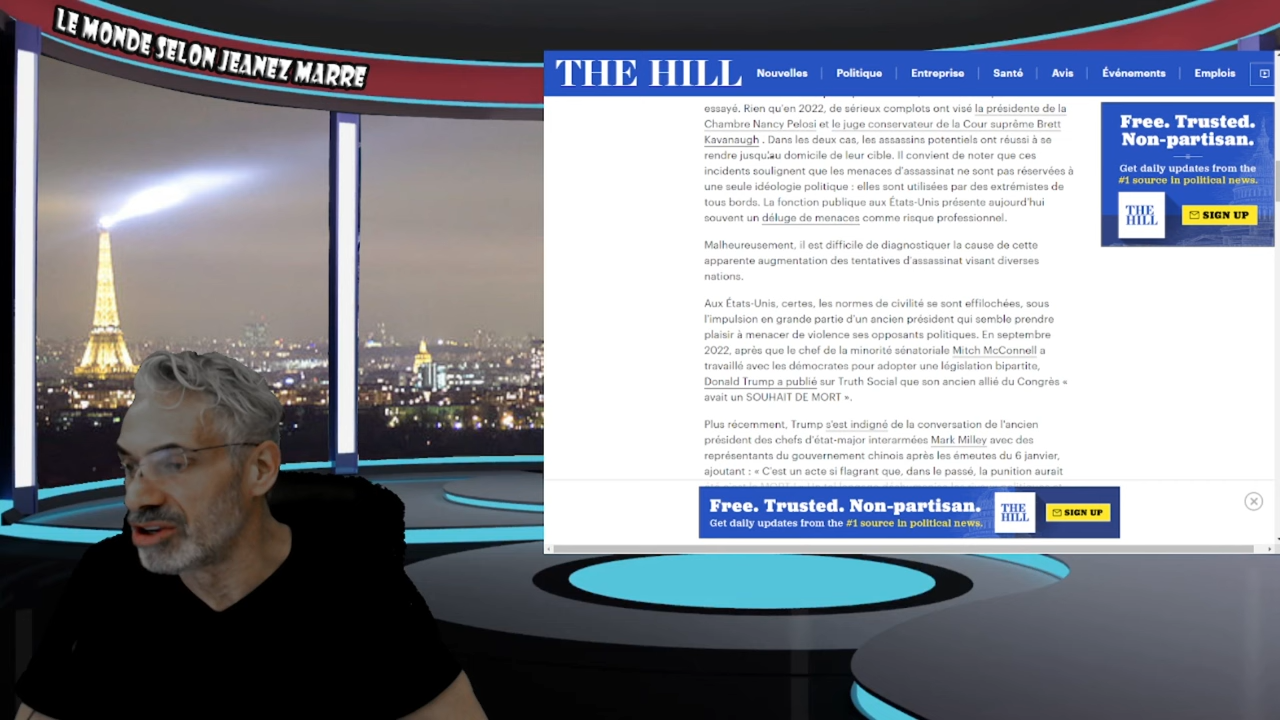 LE MONDE SELON JEANEZ MARRE
THE HILL
Nouvelles
Politique
Entreprise
Santé
Avis
Événements
Emplois
essayé. Rien qu'en 2022, de sérieux complots ont visé la présidente de la
Chambre Nancy Pelosi et le juge conservateur de la Cour suprême Brett
Kavanaugh . Dans les deux cas, les assassins potentiels ont réussi à se
rendre jusqu'au domicile de leur cible. Il convient de noter que ces
incidents soulignent que les menaces d'assassinat ne sont pas réservées à
une seule idéologie politique : elles sont utilisées par des extrémistes de
tous bords. La fonction publique aux États-Unis présente aujourd'hui
souvent un déluge de menaces comme risque professionnel.
Malheureusement, il est difficile de diagnostiquer la cause de cette
apparente augmentation des tentatives d'assassinat visant diverses
nations.
Aux États-Unis, certes, les normes de civilité se sont effilochées, sous
l'impulsion en grande partie d'un ancien président qui semble prendre
plaisir à menacer de violence ses opposants politiques. En septembre
2022, après que le chef de la minorité sénatoriale Mitch McConnell a
travaillé avec les démocrates pour adopter une législation bipartite,
Donald Trump a publié sur Truth Social que son ancien allié du Congrès «
avait un SOUHAIT DE MORT ».
Plus récemment, Trump s'est indigné de la conversation de l'ancien
président des chefs d'état-major interarmées Mark Milley avec des
représentants du gouvernement chinois après les émeutes du 6 janvier,
ajoutant : « C'est un acte si flagrant que, dans le passé, la punition aurait
Free. Trusted.
Non-partisan.
Get daily updates from the
#1 source in political news.
THE
HILL
SIGN UP
Free. Trusted. Non-partisan.
Get daily updates from the #1 source in political news.
THE
HILL
SIGN UP